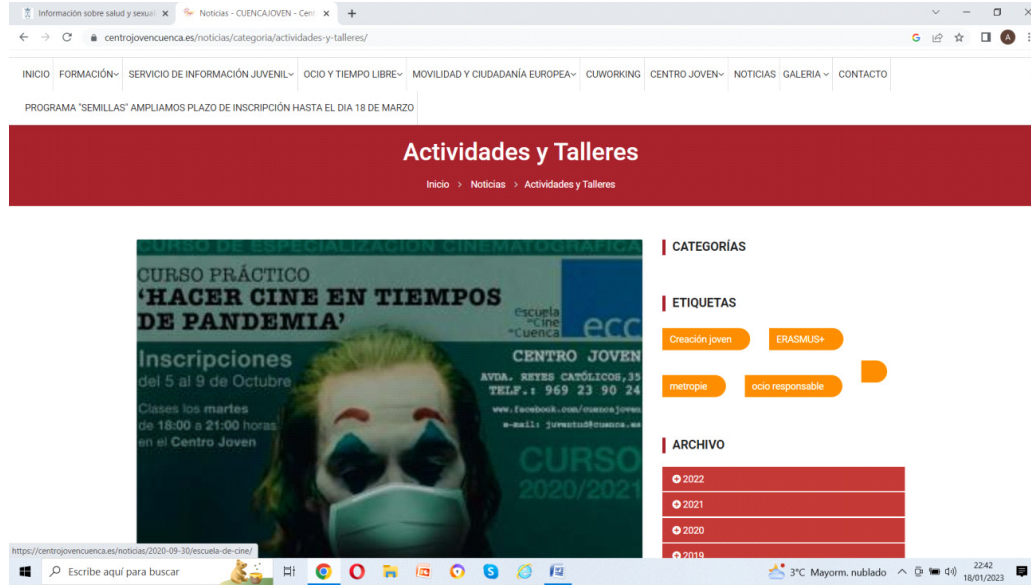 Información sobre salud y sexuali
Noticias - CUENCAJOVEN - Cent
centrojovencuenca.es/noticias/categoria/actividades-y-talleres/
INICIO FORMACIÓN SERVICIO DE INFORMACIÓN JUVENIL OCIO Y TIEMPO LIBRE MOVILIDAD Y CIUDADANÍA EUROPEA CUWORKING CENTRO JOVEN NOTICIAS GALERIA CONTACTO
PROGRAMA "SEMILLAS" AMPLIAMOS PLAZO DE INSCRIPCIÓN HASTA EL DIA 18 DE MARZO
Actividades y Talleres
Inicio > Noticias > Actividades y Talleres
CURSO DE ESPECIALIZACIÓN CINEMATOGRÁFICA
CURSO PRÁCTICO
'HACER CINE EN TIEMPOS
DE PANDEMIA'
escuela
de cine
de Cuenca
ecc
Inscripciones
del 5 al 9 de Octubre
Clases los martes
de 18:00 a 21:00 horas
en el Centro Joven
CENTRO JOVEN
AVDA. REYES CATÓLICOS,35
TELF.: 969 23 90 24
www.facebook.com/cuencajoven
e-mail: juventud@cuenca.es
CURSO
2020/2021
CATEGORÍAS
ETIQUETAS
Creación joven
ERASMUS+
metropie
ocio responsable
ARCHIVO
2022
2021
2020
2019
https://centrojovencuenca.es/noticias/2020-09-30/escuela-de-cine/
Escribe aquí para buscar
3°C Mayorm. nublado
22:42
18/01/2023